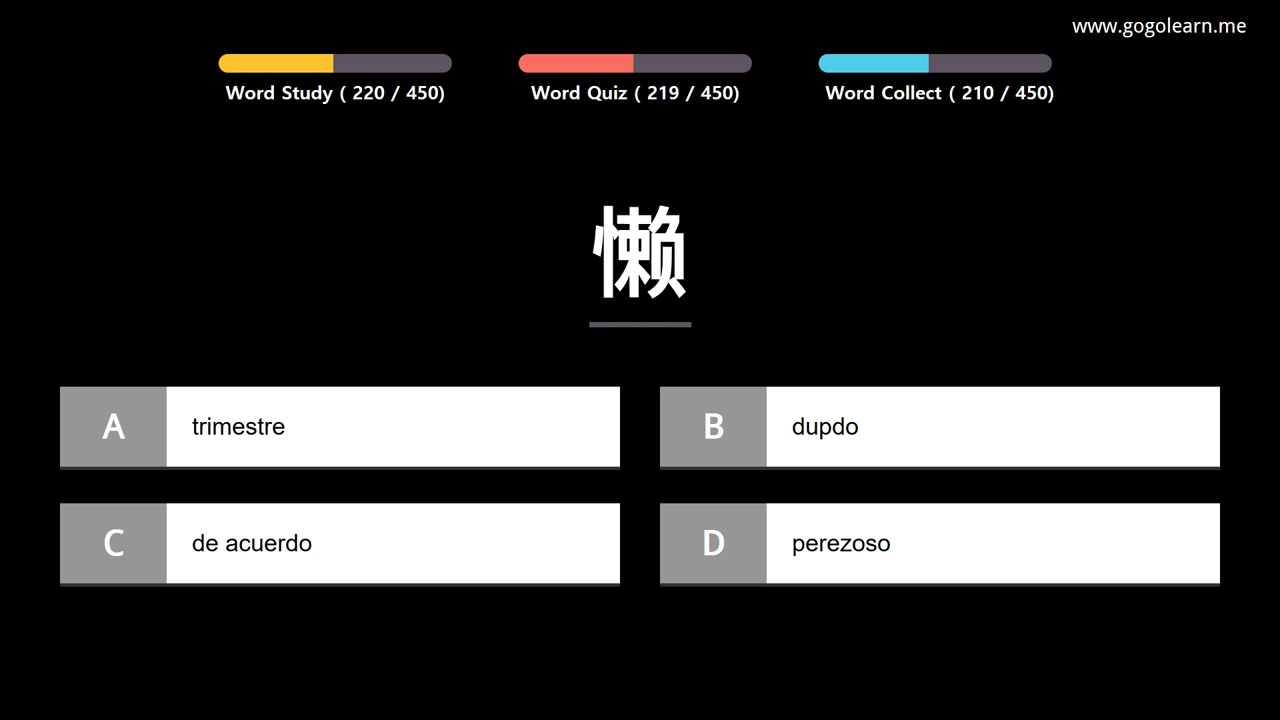 www.gogolearn.me
Word Study ( 220 / 450)
Word Quiz ( 219 / 450)
Word Collect ( 210 / 450)
懒
A trimestre
B dupdo
C de acuerdo
D perezoso